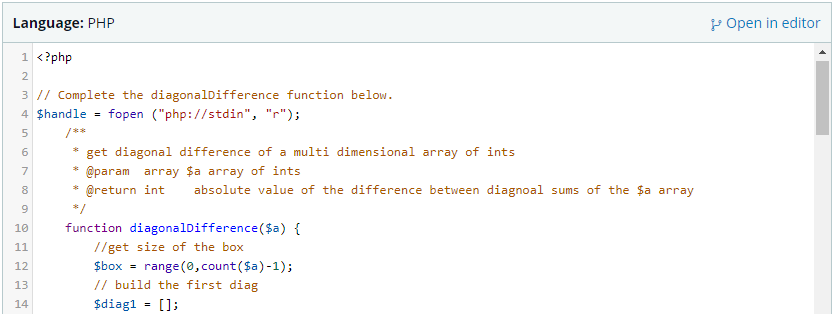 Language: PHP
Open in editor
1 <?php
2
3 // Complete the diagonalDifference function below.
4 $handle = fopen ("php://stdin", "r");
5     /**
6      * get diagonal difference of a multi dimensional array of ints
7      * @param  array $a array of ints
8      * @return int    absolute value of the difference between diagnoal sums of the $a array
9      */
10     function diagonalDifference($a) {
11         //get size of the box
12         $box = range(0,count($a)-1);
13         // build the first diag
14         $diag1 = [];